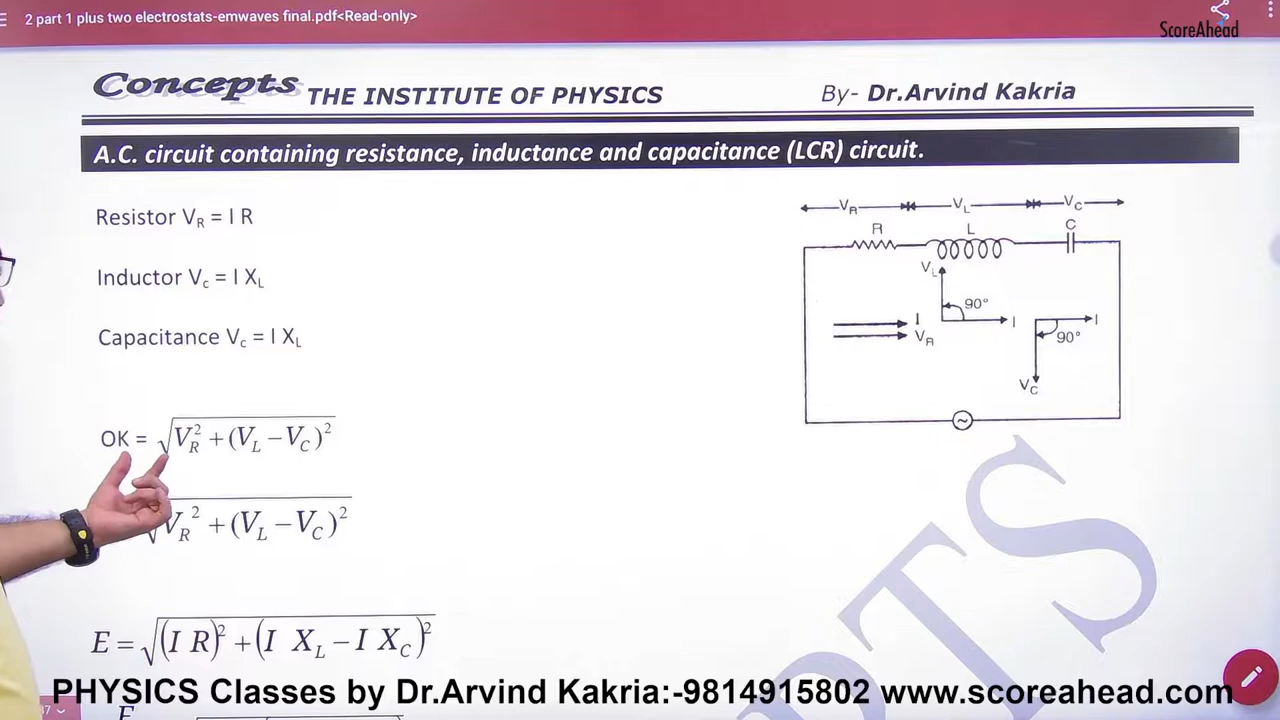 2 part 1 plus two electrostats-emwaves final.pdf<Read-only>
ScoreAhead
Concepts THE INSTITUTE OF PHYSICS By- Dr.Arvind Kakria
A.C. circuit containing resistance, inductance and capacitance (LCR) circuit.
Resistor V_R = I R
Inductor V_c = I X_L
Capacitance V_c = I X_L
V_R V_L V_C
R L C
V_L
90°
I I I
V_R 90°
V_C
OK = √(V_R² + (V_L − V_C)²)
√(V_R² + (V_L − V_C)²)
E = √((I R)² + (I X_L − I X_C)²)
PTS
PHYSICS Classes by Dr.Arvind Kakria:-9814915802 www.scoreahead.com
E